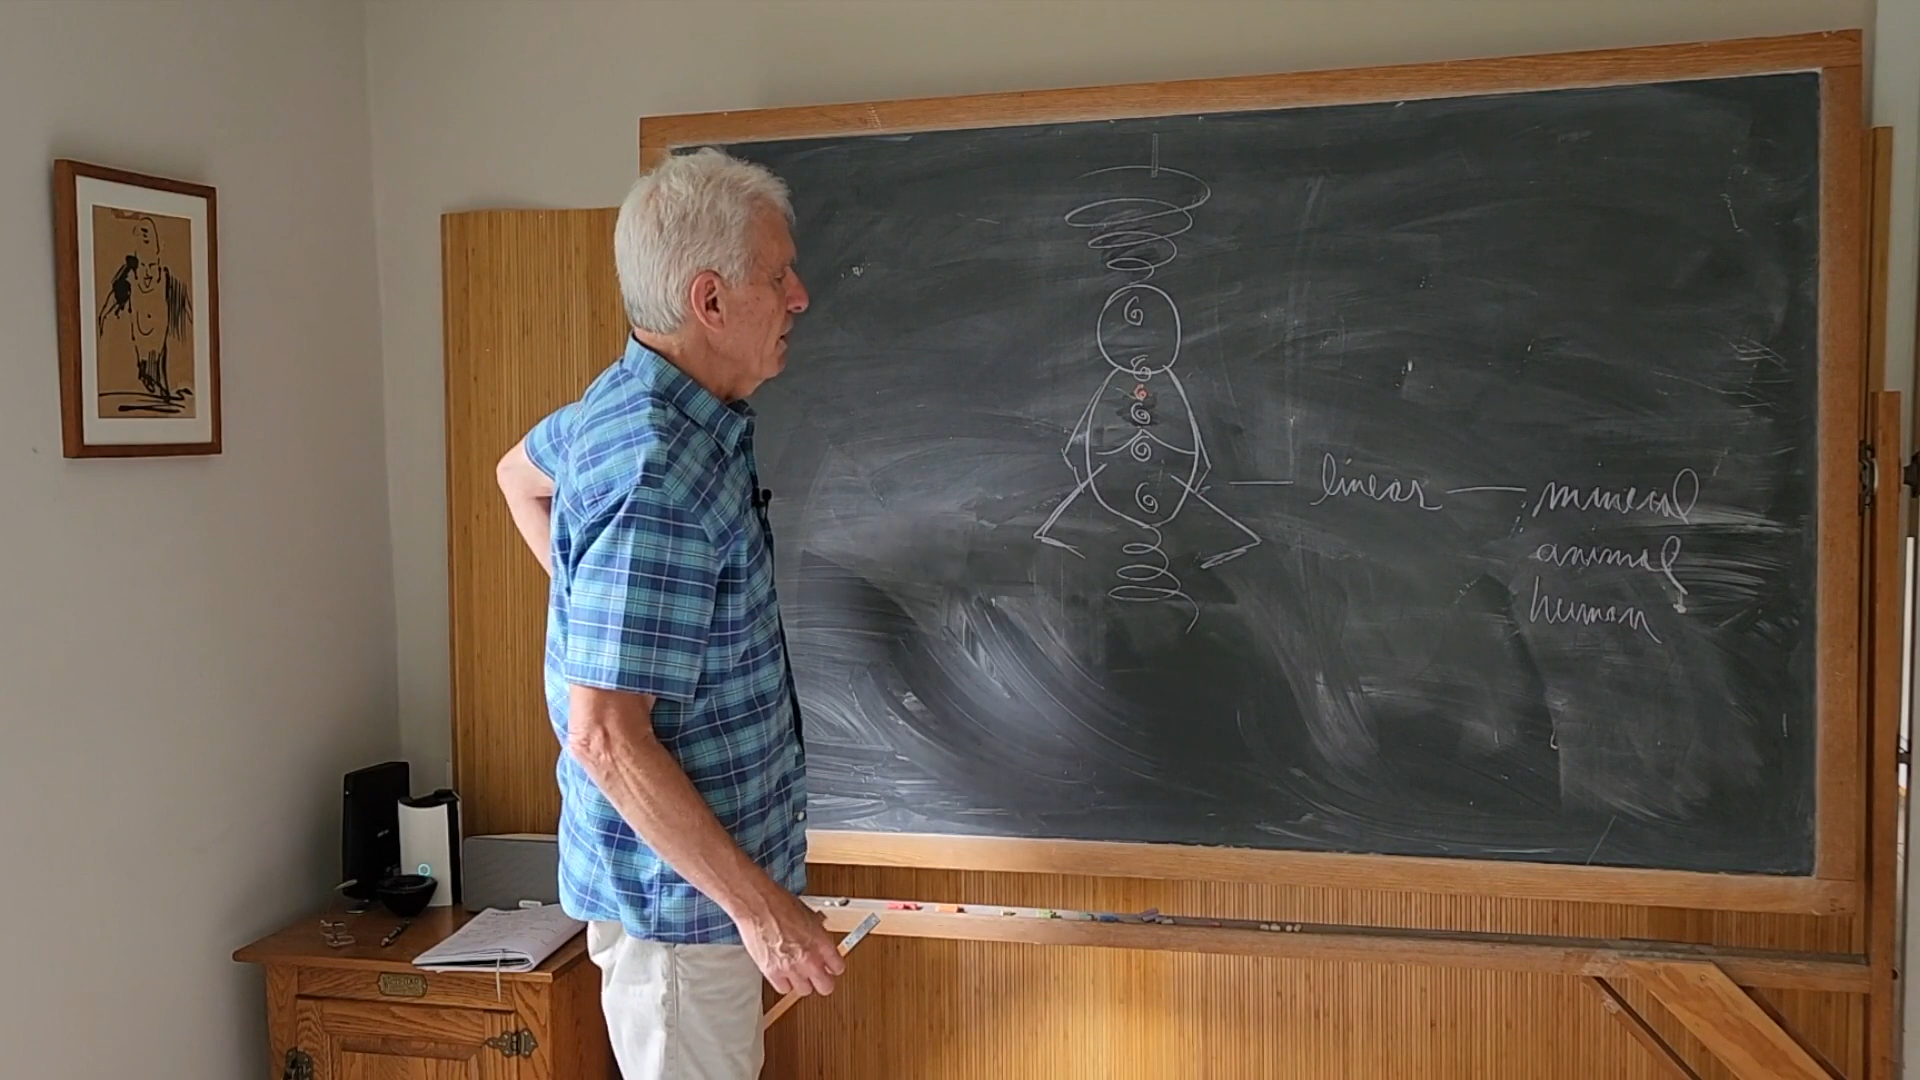 linear — mineral
animal
human